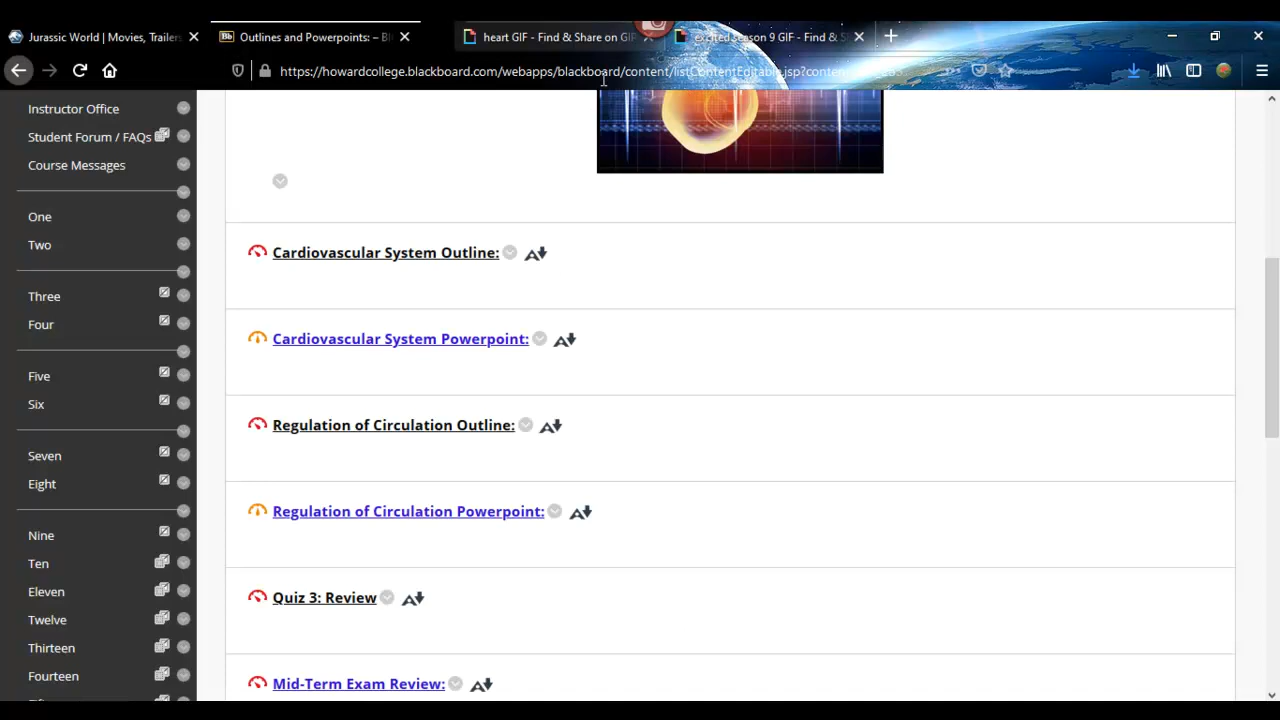 Jurassic World | Movies, Trailers
Outlines and Powerpoints: –
heart GIF - Find & Share on GIP
excited season 9 GIF - Find & S
https://howardcollege.blackboard.com/webapps/blackboard/content/listContentEditable.jsp?conten
Instructor Office
Student Forum / FAQs
Course Messages
One
Two
Three
Four
Five
Six
Seven
Eight
Nine
Ten
Eleven
Twelve
Thirteen
Fourteen
Cardiovascular System Outline:
Cardiovascular System Powerpoint:
Regulation of Circulation Outline:
Regulation of Circulation Powerpoint:
Quiz 3: Review
Mid-Term Exam Review: